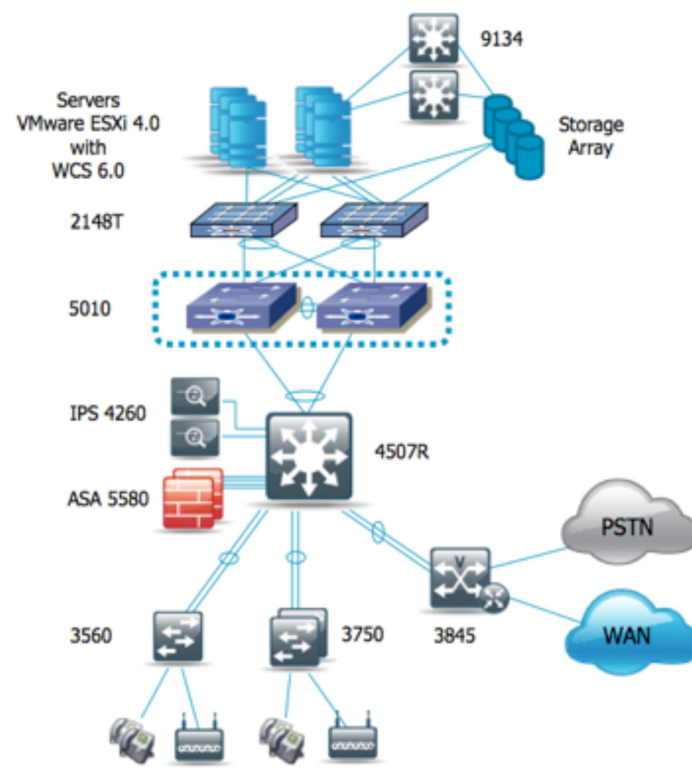 9134
Servers
VMware ESXi 4.0
with
WCS 6.0
Storage
Array
2148T
5010
IPS 4260
4507R
ASA 5580
PSTN
V
3560
3750
3845
WAN